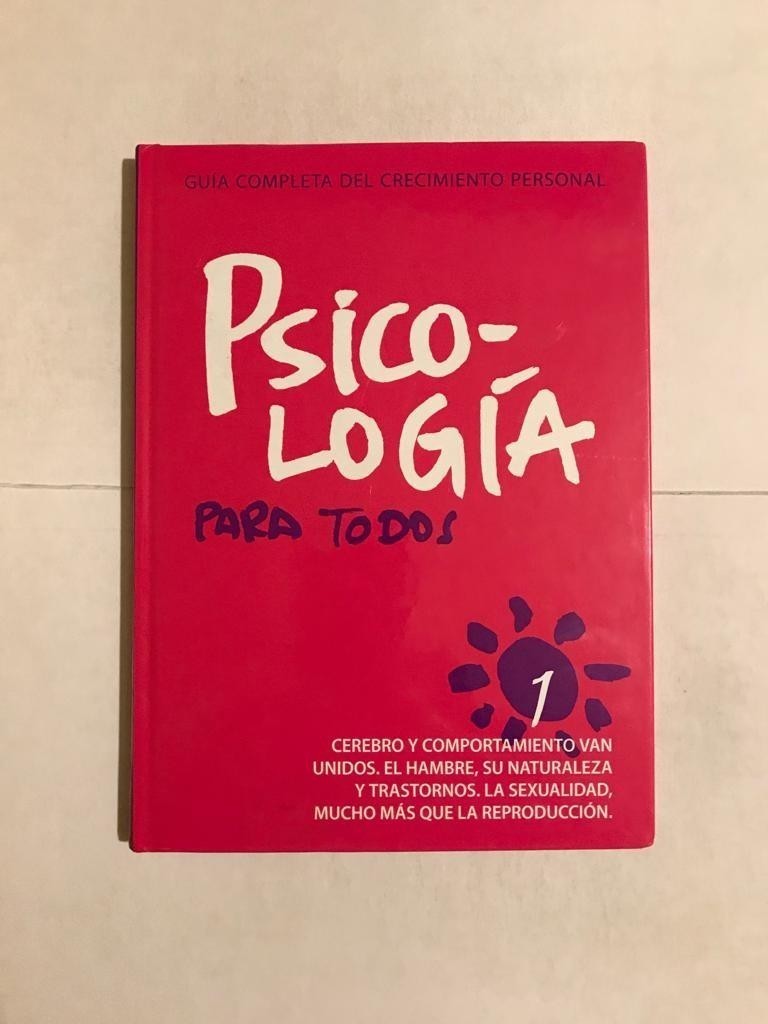 GUÍA COMPLETA DEL CRECIMIENTO PERSONAL
PSICO-
LOGÍA
PARA TODOS
1
CEREBRO Y COMPORTAMIENTO VAN
UNIDOS. EL HAMBRE, SU NATURALEZA
Y TRASTORNOS. LA SEXUALIDAD,
MUCHO MÁS QUE LA REPRODUCCIÓN.